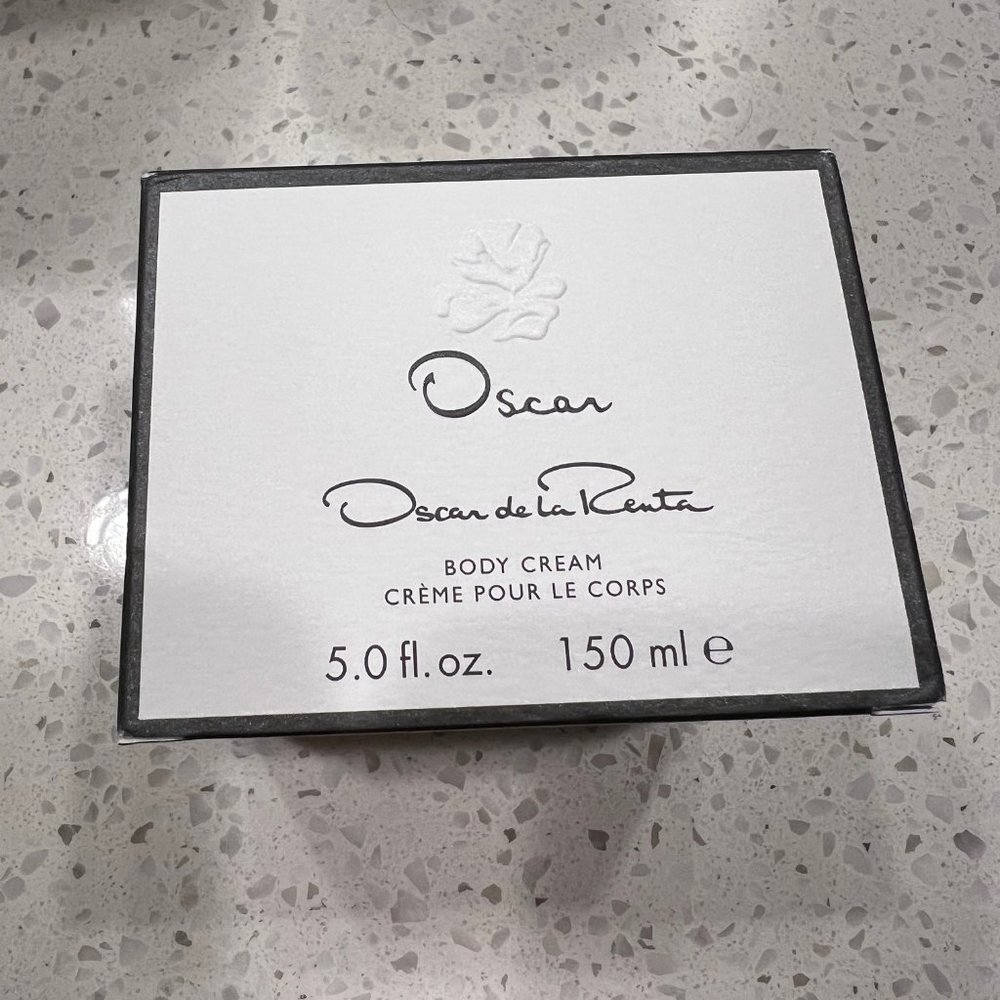 Oscar
Oscar de la Renta
BODY CREAM
CRÈME POUR LE CORPS
5.0 fl. oz. 150 ml e